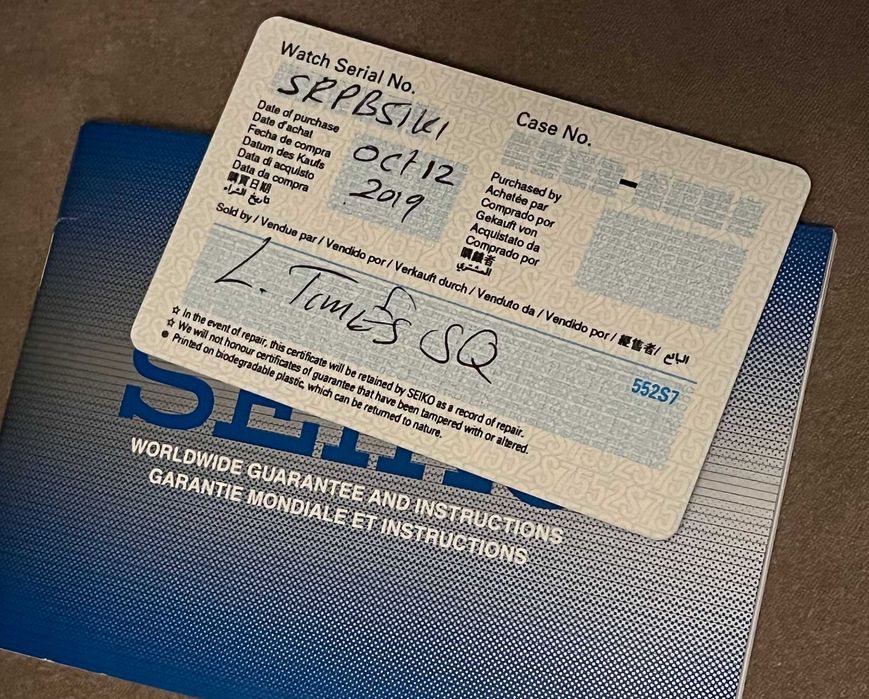 Watch Serial No.
SRPB51K1
Case No.
Date of purchase
Date d'achat
Fecha de compra
Datum des Kaufs
Data di acquisto
Data da compra
購買日期
تاريخ الشراء
OCT 12
2019
Purchased by
Achetée par
Comprado por
Gekauft von
Acquistato da
Comprado por
購買者
المشتري
Sold by / Vendue par / Vendido por / Verkauft durch / Venduto da / Vendido por / 經售者 / البائع
L. Times SQ
552S7
☆ In the event of repair, this certificate will be retained by SEIKO as a record of repair.
☆ We will not honour certificates of guarantee that have been tampered with or altered.
● Printed on biodegradable plastic, which can be returned to nature.
SEIKO
WORLDWIDE GUARANTEE AND INSTRUCTIONS
GARANTIE MONDIALE ET INSTRUCTIONS